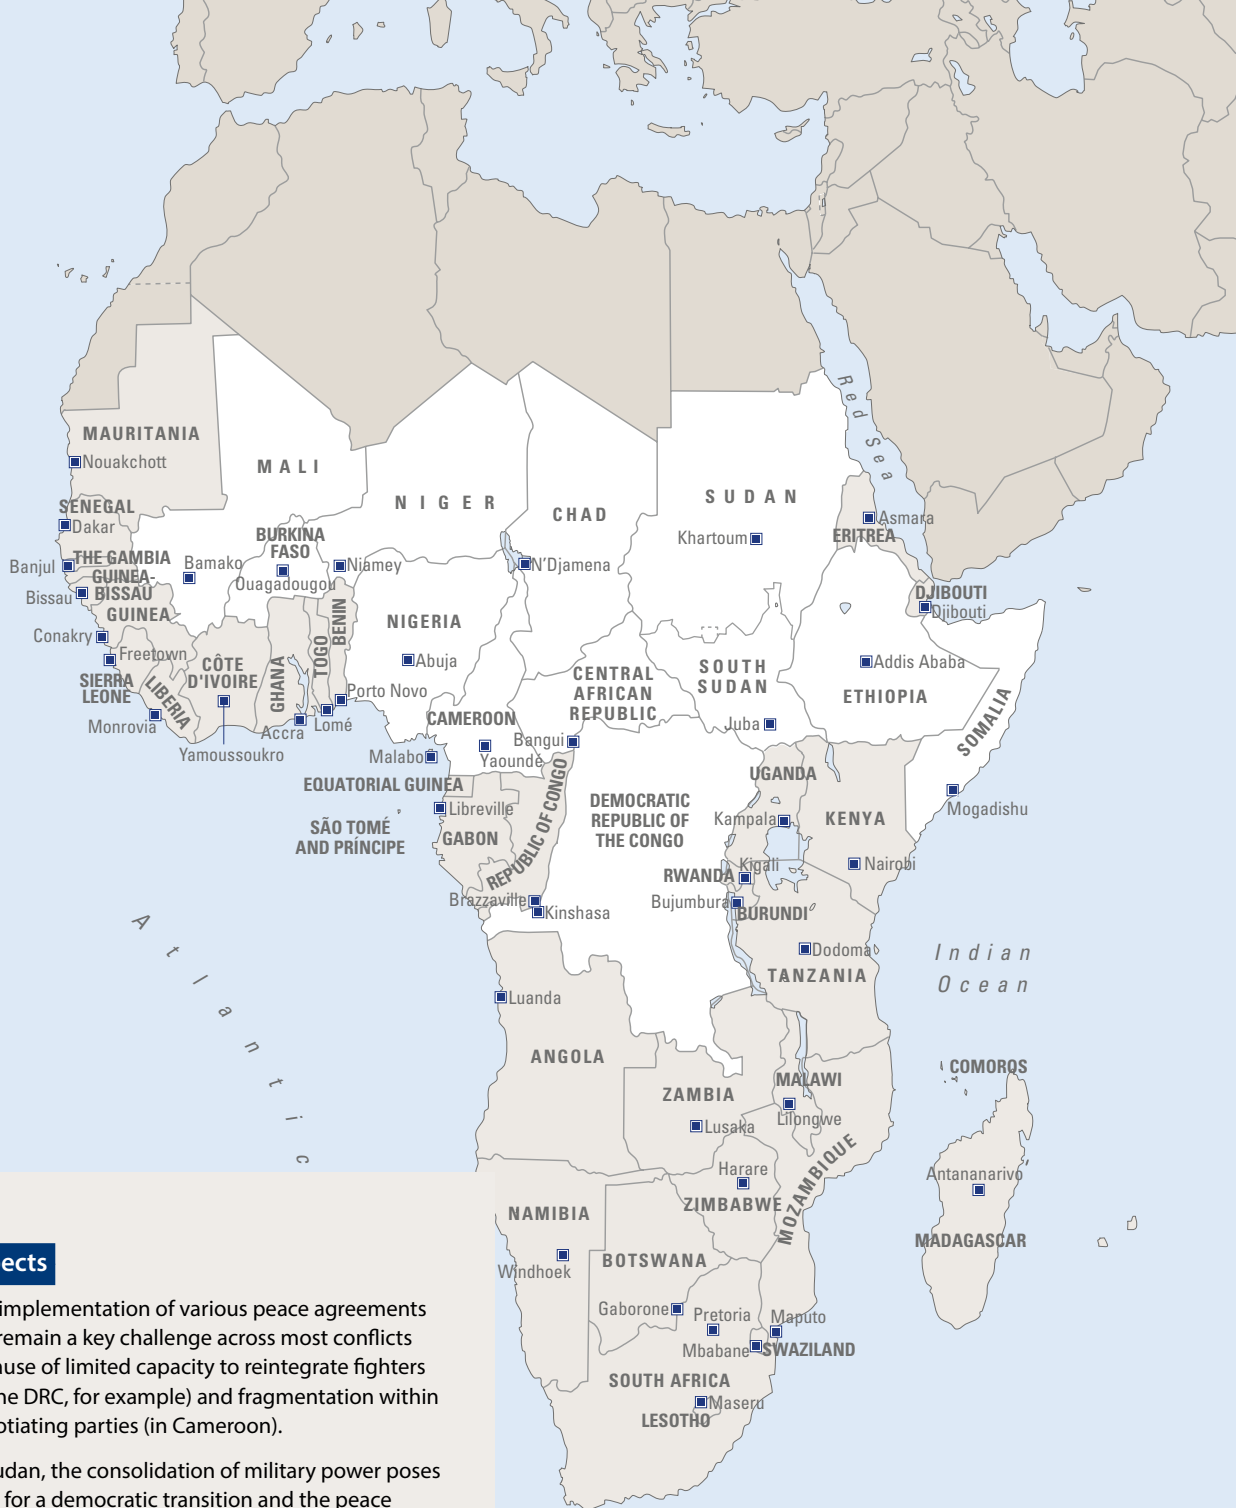 Red Sea
MAURITANIA
Nouakchott
MALI
NIGER
CHAD
SUDAN
Khartoum
Asmara
ERITREA
SENEGAL
Dakar
BURKINA
FASO
Ouagadougou
Niamey
N'Djamena
Banjul
THE GAMBIA
Bamako
GUINEA-
BISSAU
Bissau
GUINEA
DJIBOUTI
Djibouti
NIGERIA
Abuja
BENIN
TOGO
GHANA
Conakry
Freetown
SIERRA
LEONE
LIBERIA
Monrovia
CÔTE
D'IVOIRE
Yamoussoukro
Accra
Lomé
Porto Novo
CENTRAL
AFRICAN
REPUBLIC
SOUTH
SUDAN
Juba
Addis Ababa
ETHIOPIA
SOMALIA
Mogadishu
CAMEROON
Yaoundé
Bangui
Malabo
EQUATORIAL GUINEA
Libreville
SÃO TOMÉ
AND PRÍNCIPE
GABON
REPUBLIC OF CONGO
DEMOCRATIC
REPUBLIC OF
THE CONGO
UGANDA
Kampala
KENYA
Nairobi
RWANDA
Kigali
Bujumbura
BURUNDI
Brazzaville
Kinshasa
Dodoma
TANZANIA
Indian
Ocean
Atlantic
Luanda
ANGOLA
ZAMBIA
Lusaka
MALAWI
Lilongwe
COMOROS
MOZAMBIQUE
Harare
ZIMBABWE
Antananarivo
MADAGASCAR
NAMIBIA
Windhoek
BOTSWANA
Gaborone
Pretoria
Maputo
Mbabane
SWAZILAND
SOUTH AFRICA
Maseru
LESOTHO
ects
implementation of various peace agreements
remain a key challenge across most conflicts
ause of limited capacity to reintegrate fighters
ne DRC, for example) and fragmentation within
otiating parties (in Cameroon).
udan, the consolidation of military power poses
for a democratic transition and the peace